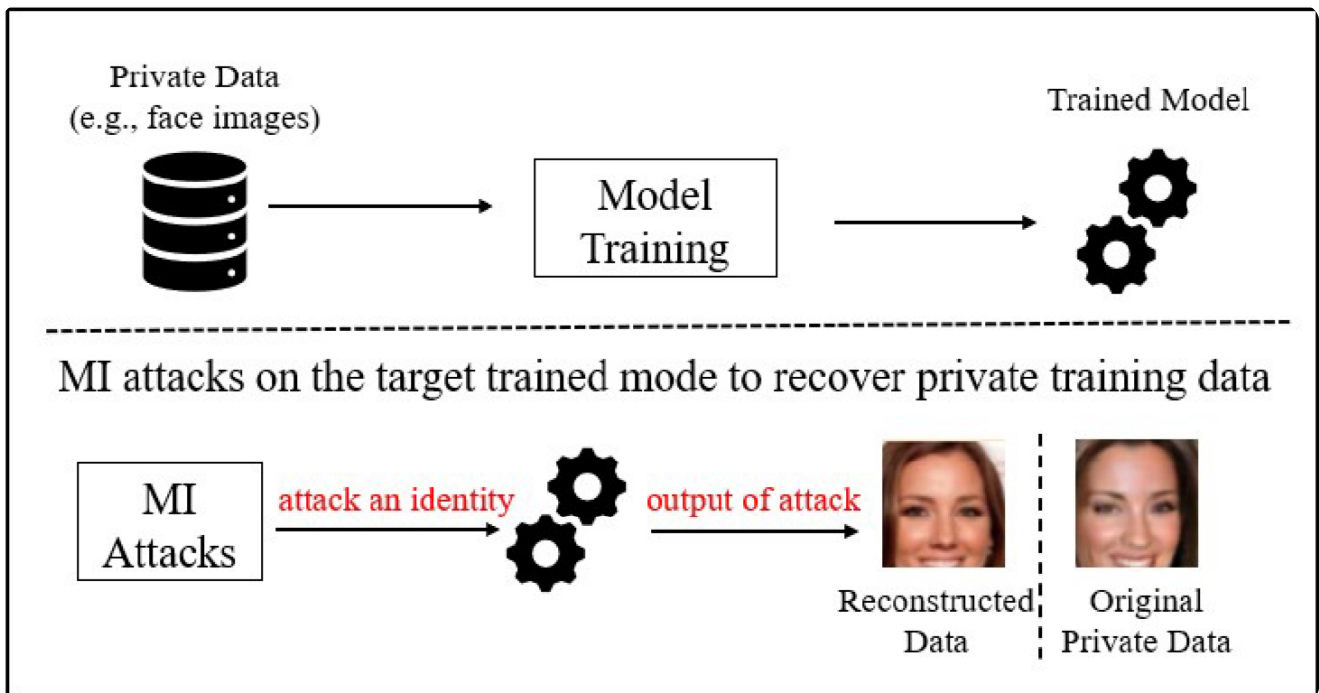 Private Data
(e.g., face images)
Trained Model
Model
Training
MI attacks on the target trained mode to recover private training data
MI
Attacks
attack an identity
output of attack
Reconstructed
Data
Original
Private Data